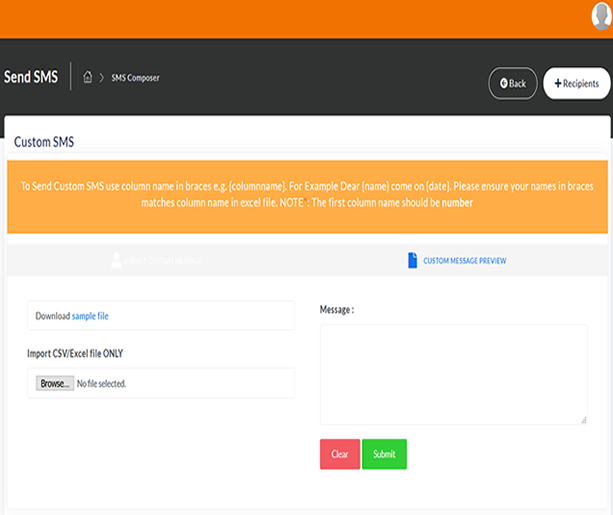 Send SMS
SMS Composer
Back
+ Recipients
Custom SMS
To Send Custom SMS use column name in braces e.g. {columnname}. For Example Dear {name} come on {date}. Please ensure your names in braces
matches column name in excel file. NOTE* : The first column name should be number
CUSTOM MESSAGE PREVIEW
Download sample file
Message :
Import CSV/Excel file ONLY
Browse... No file selected.
Clear
Submit